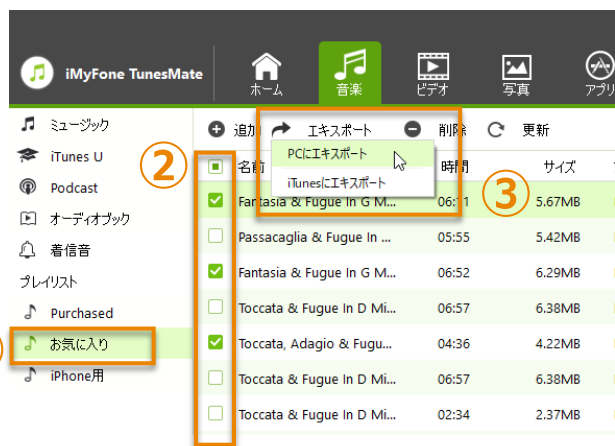 iMyFone TunesMate
ホーム 音楽 ビデオ 写真 アプリ
ミュージック
iTunes U
Podcast
オーディオブック
着信音
プレイリスト
Purchased
お気に入り
iPhone用
追加 エキスポート 削除 更新
PCにエキスポート
iTunesにエキスポート
② ③
名前 時間 サイズ
Fantasia & Fugue In G M... 06:11 5.67MB
Passacaglia & Fugue In ... 05:55 5.42MB
Fantasia & Fugue In G M... 06:52 6.29MB
Toccata & Fugue In D Mi... 06:57 6.38MB
Toccata, Adagio & Fugu... 04:36 4.22MB
Toccata & Fugue In D Mi... 06:57 6.38MB
Toccata & Fugue In D Mi... 02:34 2.37MB